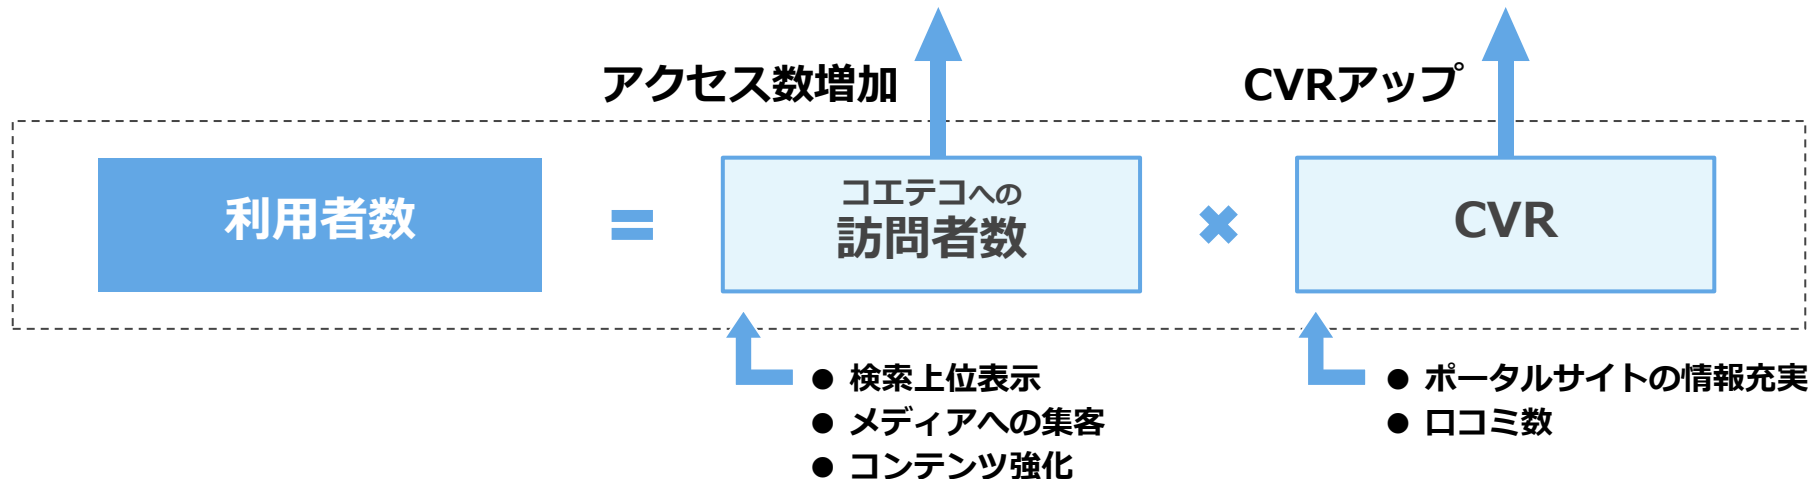 アクセス数増加
CVRアップ
利用者数
=
コエテコへの
訪問者数
×
CVR
● 検索上位表示
● メディアへの集客
● コンテンツ強化
● ポータルサイトの情報充実
● 口コミ数